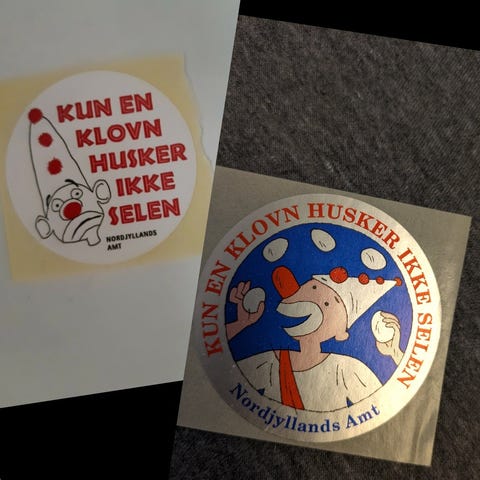 KUN EN
KLOVN
HUSKER
IKKE
SELEN
NORDJYLLANDS
AMT
KUN EN KLOVN HUSKER IKKE SELEN
Nordjyllands Amt